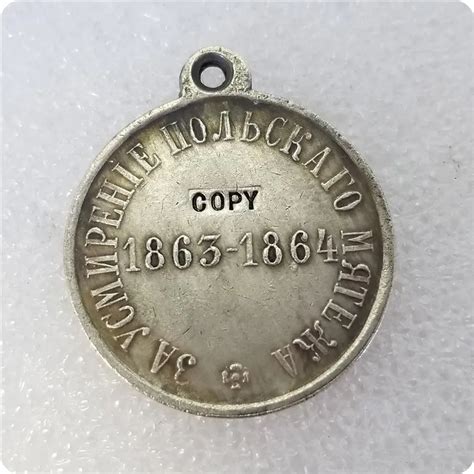 ЗА УСМИРЕНІЕ ПОЛЬСКАГО МЯТЕЖА
COPY
1863-1864